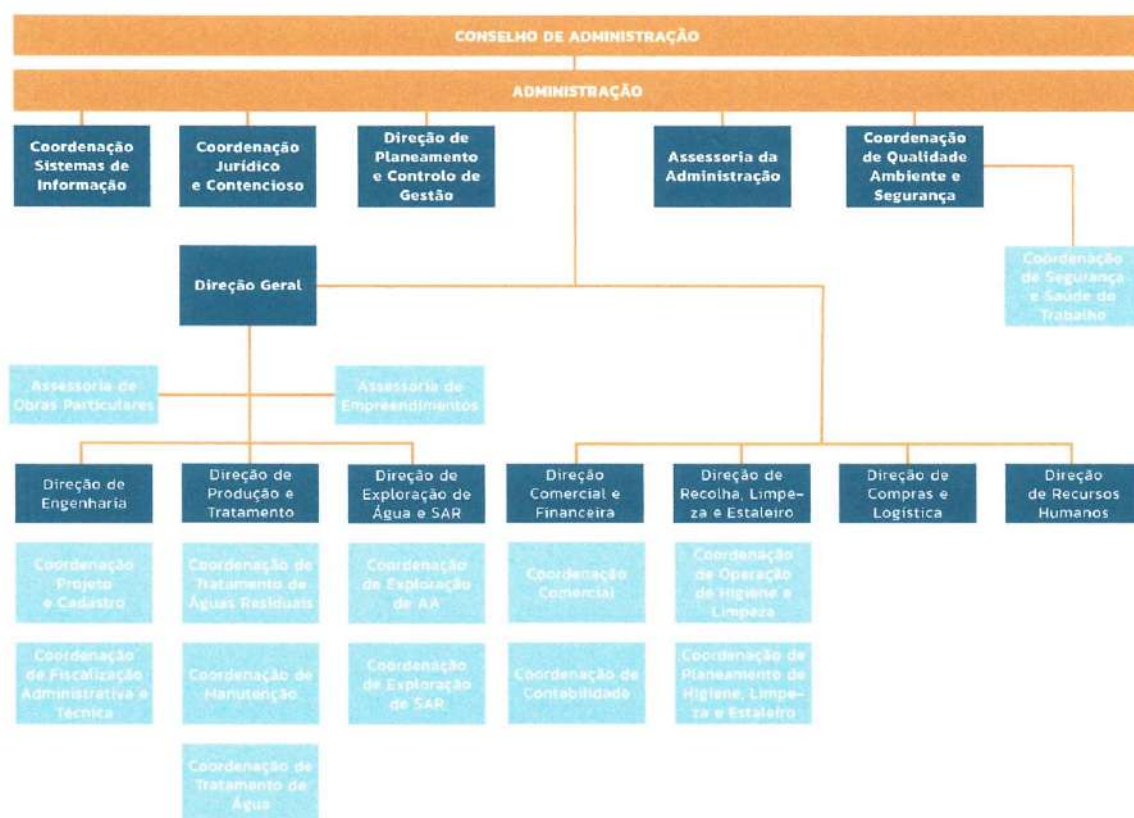 CONSELHO DE ADMINISTRAÇÃO
ADMINISTRAÇÃO
Coordenação
Sistemas de
Informação
Coordenação
Jurídico
e Contencioso
Direção de
Planeamento
e Controlo de
Gestão
Assessoria da
Administração
Coordenação
de Qualidade
Ambiente e
Segurança
Coordenação
de Segurança
e Saúde do
Trabalho
Direção Geral
Assessoria de
Obras Particulares
Assessoria de
Empreendimentos
Direção de
Engenharia
Direção de
Produção e
Tratamento
Direção de
Exploração de
Água e SAR
Direção
Comercial e
Financeira
Direção de
Recolha, Limpe-
za e Estaleiro
Direção de
Compras e
Logística
Direção
de Recursos
Humanos
Coordenação
Projeto
e Cadastro
Coordenação de
Tratamento de
Águas Residuais
Coordenação
de Exploração
de AA
Coordenação
Comercial
Coordenação
de Operação
de Higiene e
Limpeza
Coordenação
de Fiscalização
Administrativa e
Técnica
Coordenação de
Manutenção
Coordenação
de Exploração
de SAR
Coordenação de
Contabilidade
Coordenação de
Planeamento de
Higiene, Limpe-
za e Estaleiro
Coordenação de
Tratamento de
Água